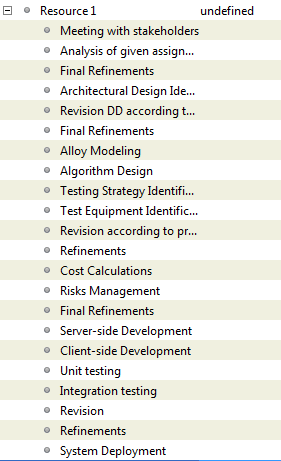 Resource 1 undefined
Meeting with stakeholders
Analysis of given assign...
Final Refinements
Architectural Design Ide...
Revision DD according t...
Final Refinements
Alloy Modeling
Algorithm Design
Testing Strategy Identifi...
Test Equipment Identific...
Revision according to pr...
Refinements
Cost Calculations
Risks Management
Final Refinements
Server-side Development
Client-side Development
Unit testing
Integration testing
Revision
Refinements
System Deployment